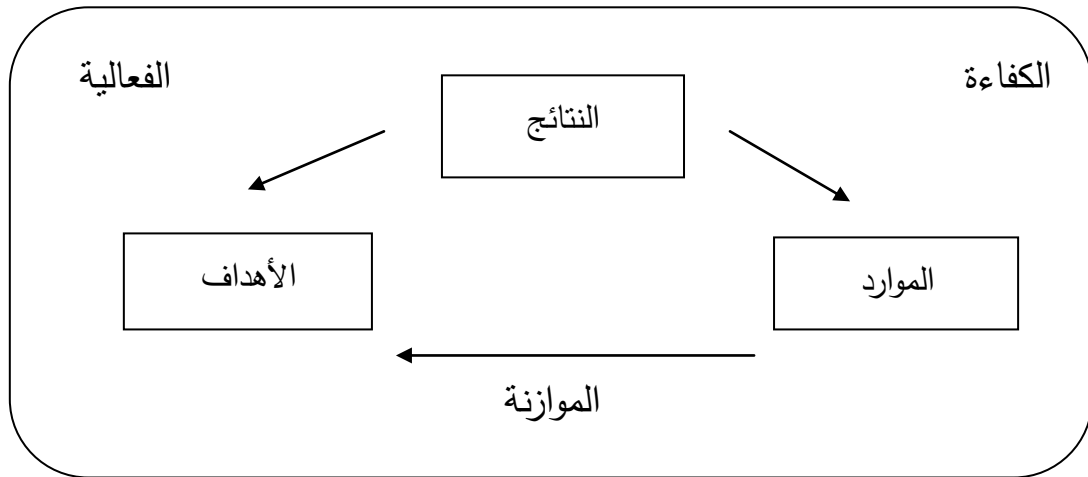 الكفاءة
الفعالية
النتائج
الموارد
الأهداف
الموازنة